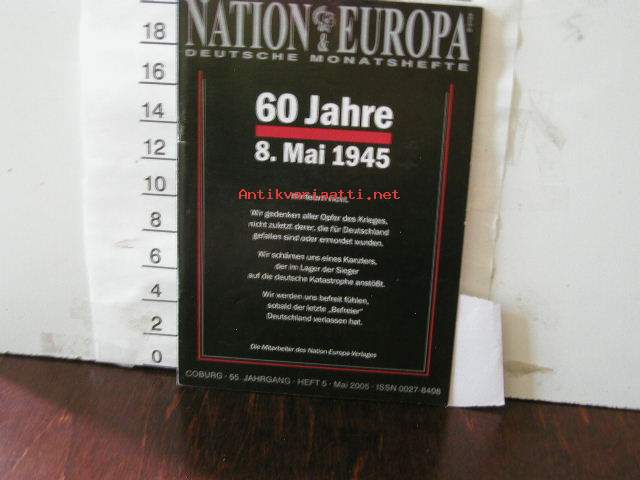 NATION & EUROPA
DEUTSCHE MONATSHEFTE
60 Jahre
8. Mai 1945
Antikvariaatti.net
Wir gedenken aller Opfer des Krieges,
nicht zuletzt derer, die für Deutschland
gefallen sind oder ermordet wurden.
Wir schämen uns eines Kanzlers,
der im Lager der Sieger
auf die deutsche Katastrophe anstößt.
Wir werden uns befreit fühlen,
sobald der letzte „Befreier"
Deutschland verlassen hat.
Die Mitarbeiter des Nation Europa-Verlages
COBURG · 55. JAHRGANG · HEFT 5 · Mai 2005 · ISSN 0027-8408
18
16
14
12
10
8
6
4
2
0